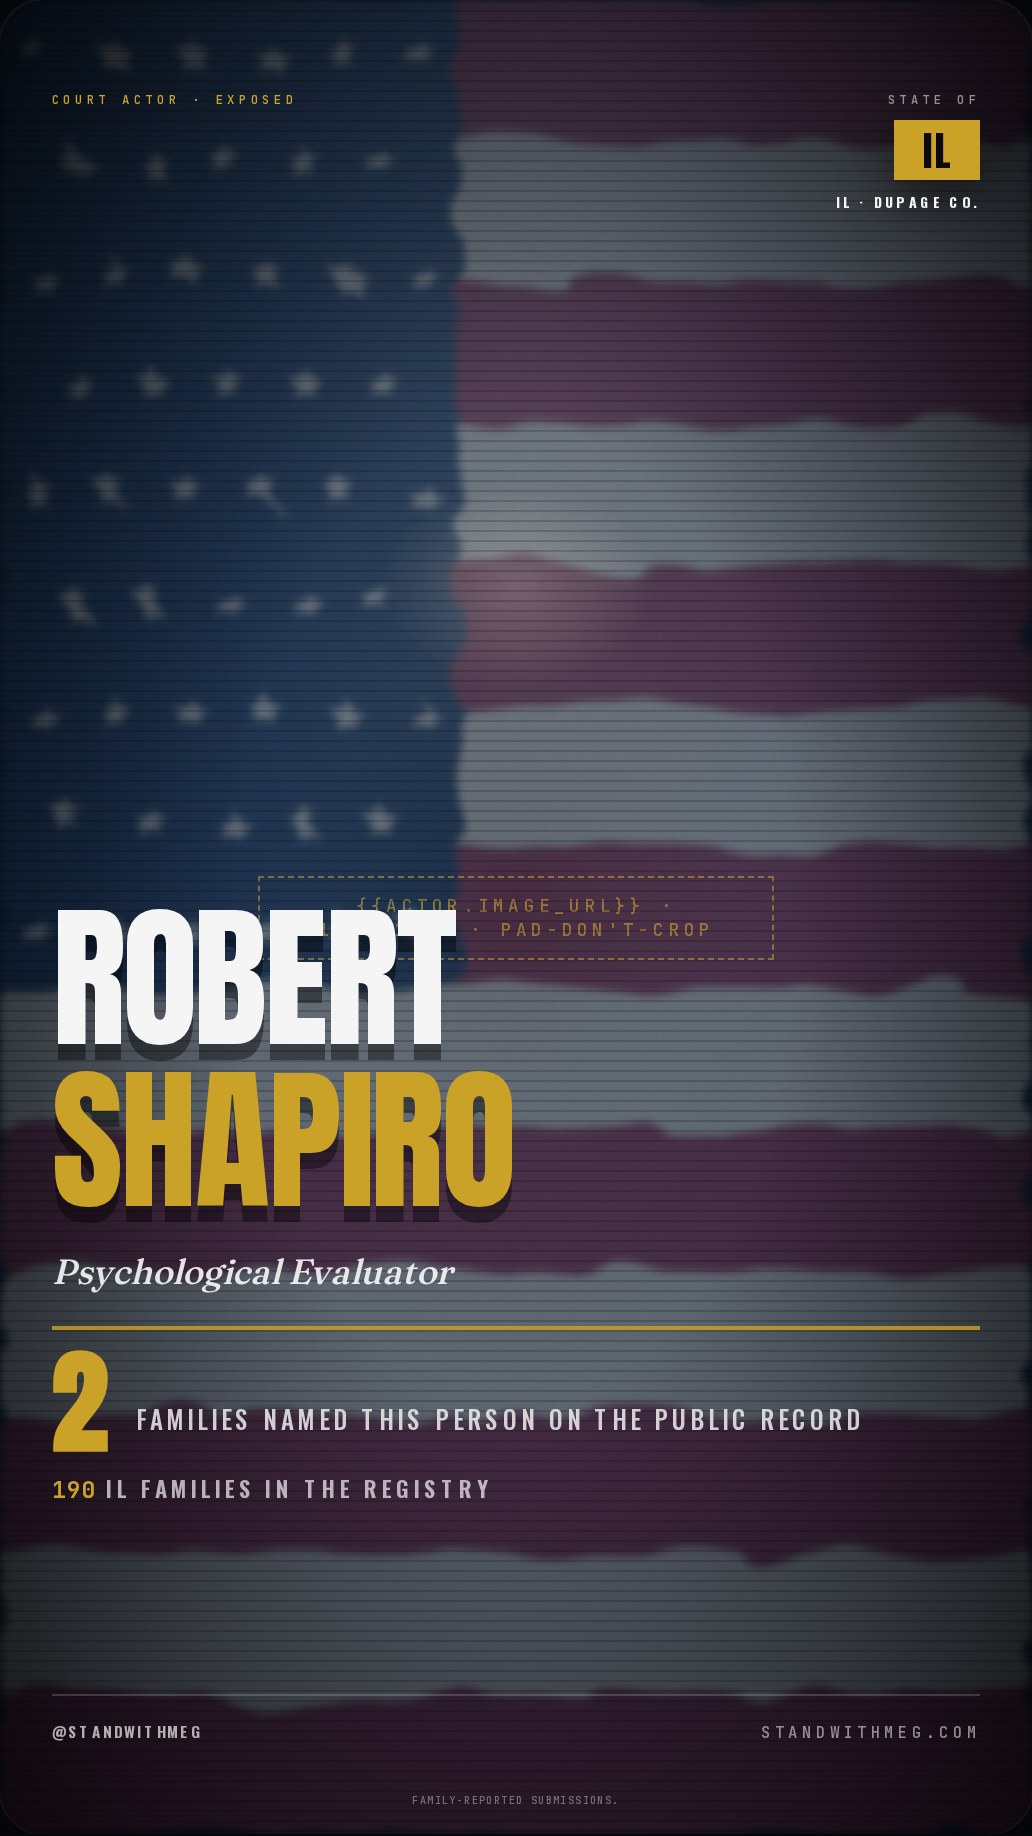 COURT ACTOR · EXPOSED
STATE OF
IL
IL · DUPAGE CO.
{{ACTOR.IMAGE_URL}} ·
· PAD-DON'T-CROP
ROBERT
SHAPIRO
Psychological Evaluator
2 FAMILIES NAMED THIS PERSON ON THE PUBLIC RECORD
190 IL FAMILIES IN THE REGISTRY
@STANDWITHMEG
STANDWITHMEG.COM
FAMILY-REPORTED SUBMISSIONS.